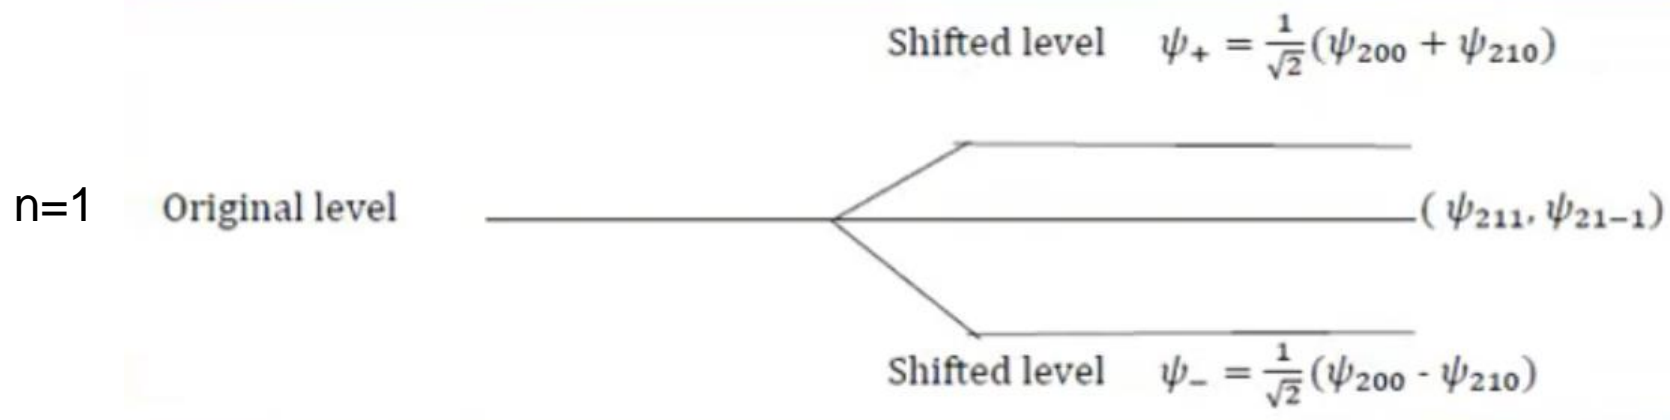 Shifted level ψ₊ = 1/√2 (ψ₂₀₀ + ψ₂₁₀)
n=1 Original level ( ψ₂₁₁, ψ₂₁₋₁)
Shifted level ψ₋ = 1/√2 (ψ₂₀₀ - ψ₂₁₀)